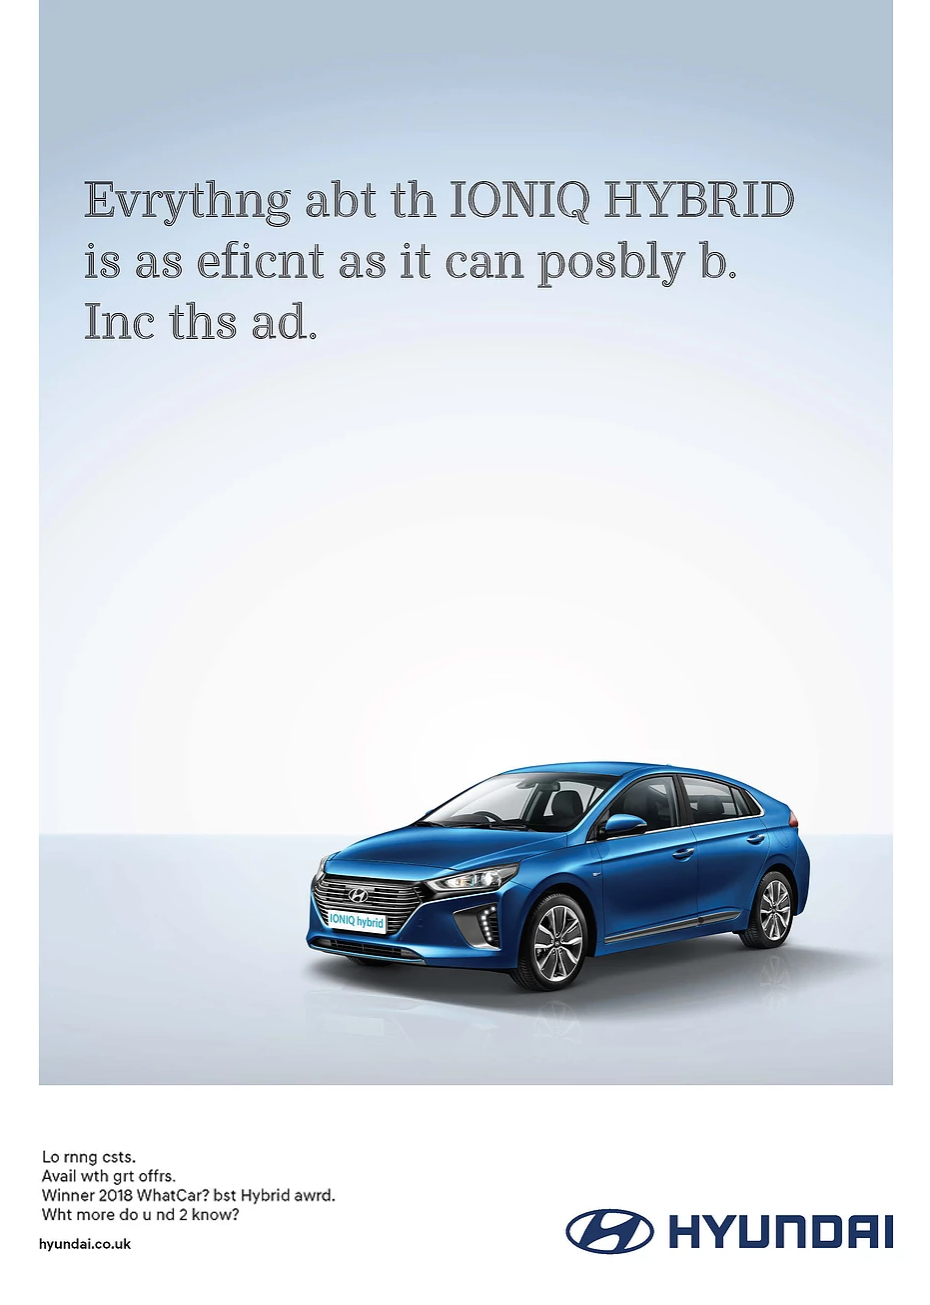 Evrythng abt th IONIQ HYBRID
is as eficnt as it can posbly b.
Inc ths ad.
IONIQ hybrid
Lo rnng csts.
Avail wth grt offrs.
Winner 2018 WhatCar? bst Hybrid awrd.
Wht more do u nd 2 know?
hyundai.co.uk
HYUNDAI